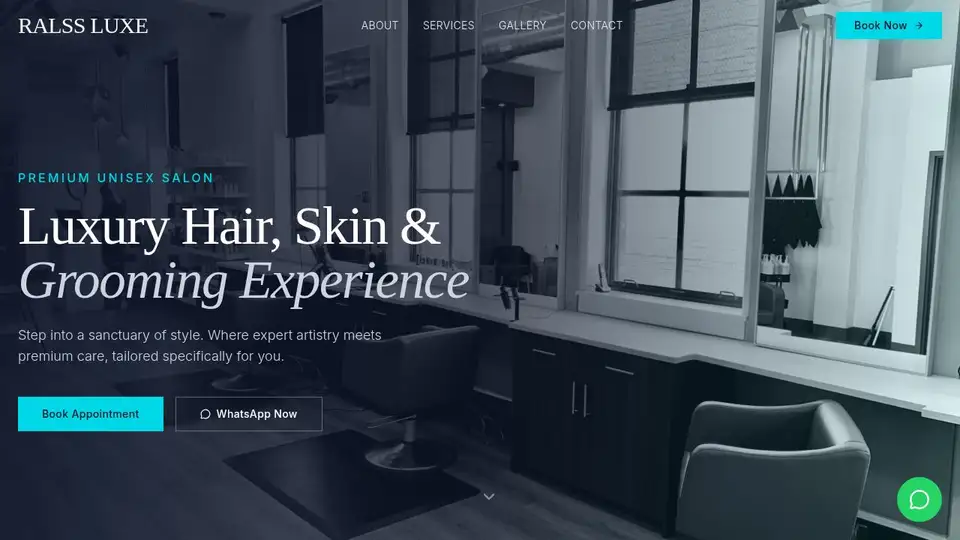 RALSS LUXE
ABOUT
SERVICES
GALLERY
CONTACT
Book Now
PREMIUM UNISEX SALON
Luxury Hair, Skin &
Grooming Experience
Step into a sanctuary of style. Where expert artistry meets
premium care, tailored specifically for you.
Book Appointment
WhatsApp Now